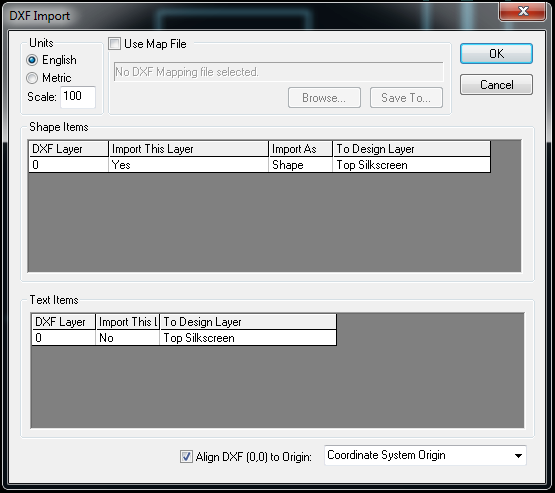 DXF Import
Units
English
Metric
Scale: 100
Use Map File
No DXF Mapping file selected.
Browse...
Save To...
OK
Cancel
Shape Items
DXF Layer Import This Layer Import As To Design Layer
0 Yes Shape Top Silkscreen
Text Items
DXF Layer Import This L To Design Layer
0 No Top Silkscreen
Align DXF (0,0) to Origin: Coordinate System Origin